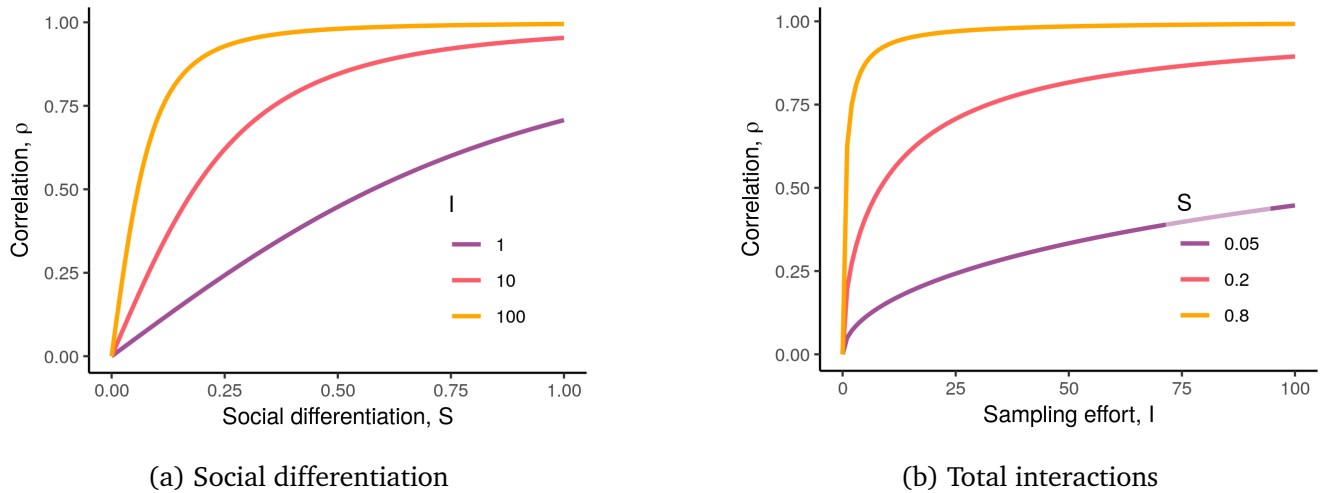 1.00
0.75
0.50
0.25
0.00
Correlation, ρ
I
1
10
100
0.00 0.25 0.50 0.75 1.00
Social differentiation, S
(a) Social differentiation
1.00
0.75
0.50
0.25
0.00
Correlation, ρ
S
0.05
0.2
0.8
0 25 50 75 100
Sampling effort, I
(b) Total interactions